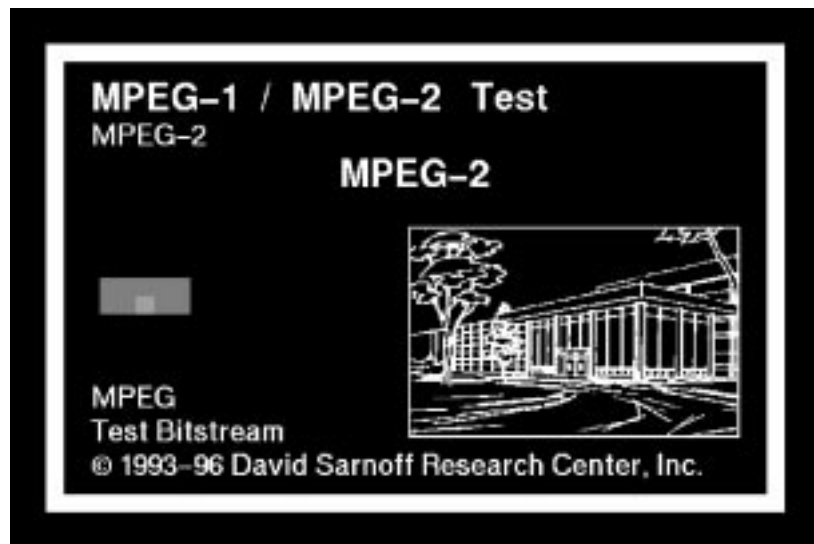 MPEG–1 / MPEG–2 Test
MPEG–2
MPEG–2
MPEG
Test Bitstream
© 1993–96 David Sarnoff Research Center, Inc.